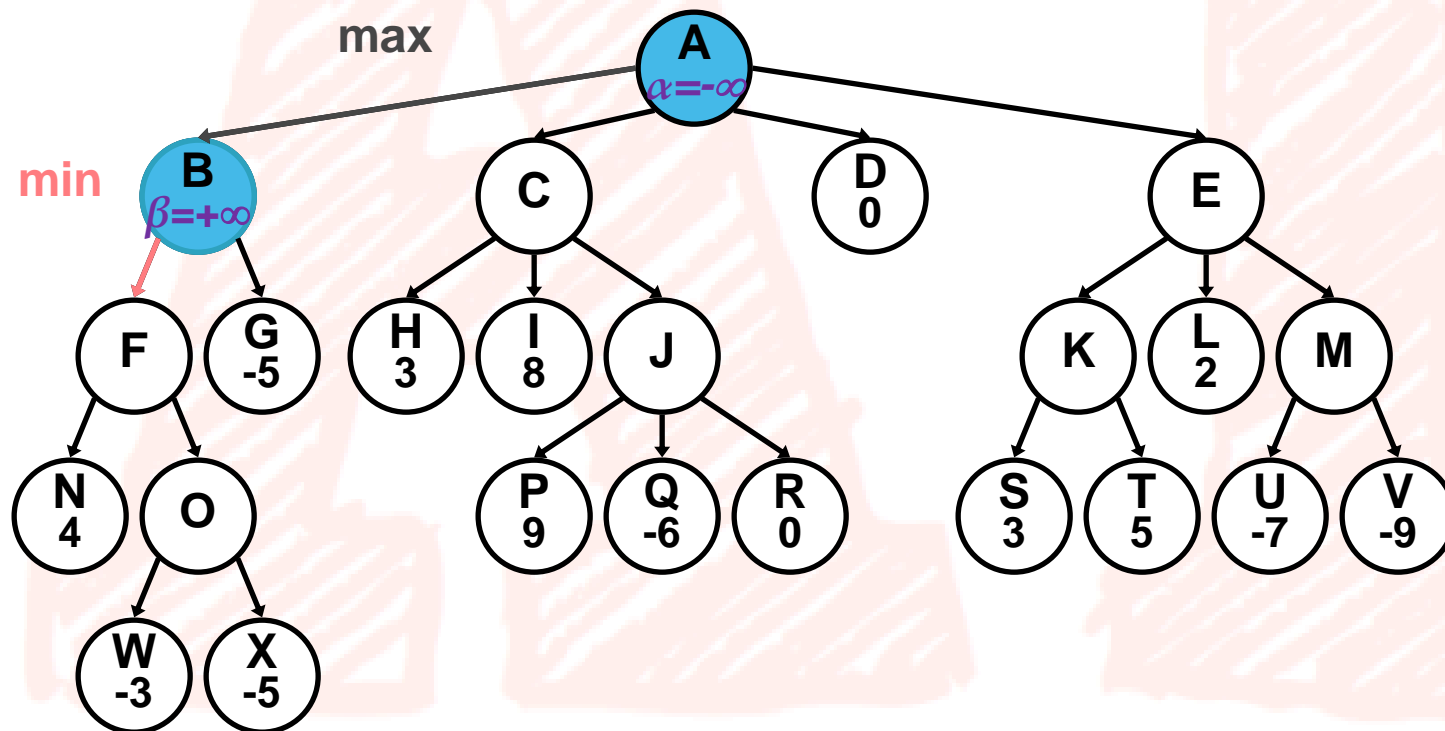 max
A
α=-∞
min
B
β=+∞
C
D
0
E
F
G
-5
H
3
I
8
J
K
L
2
M
N
4
O
P
9
Q
-6
R
0
S
3
T
5
U
-7
V
-9
W
-3
X
-5